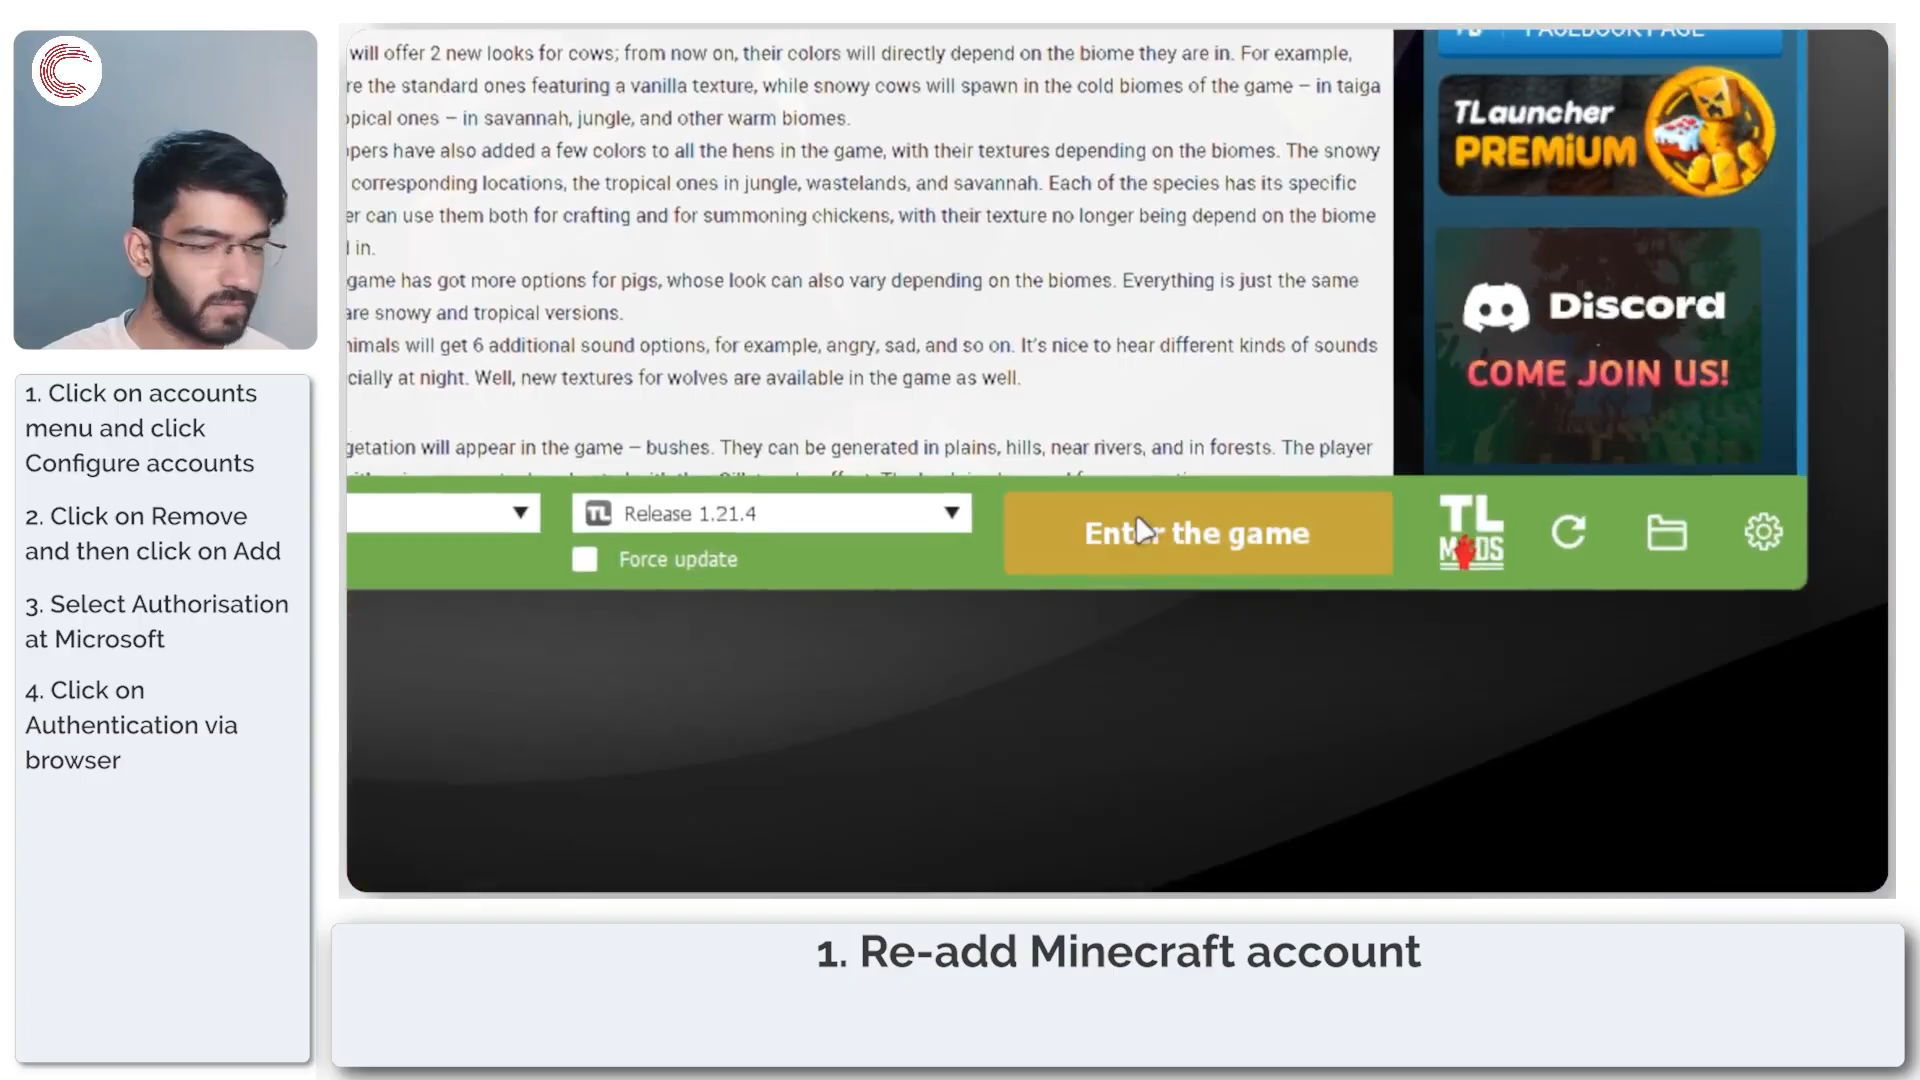 1. Click on accounts
menu and click
Configure accounts
2. Click on Remove
and then click on Add
3. Select Authorisation
at Microsoft
4. Click on
Authentication via
browser
will offer 2 new looks for cows; from now on, their colors will directly depend on the biome they are in. For example,
re the standard ones featuring a vanilla texture, while snowy cows will spawn in the cold biomes of the game – in taiga
pical ones – in savannah, jungle, and other warm biomes.
pers have also added a few colors to all the hens in the game, with their textures depending on the biomes. The snowy
corresponding locations, the tropical ones in jungle, wastelands, and savannah. Each of the species has its specific
er can use them both for crafting and for summoning chickens, with their texture no longer being depend on the biome
in.
game has got more options for pigs, whose look can also vary depending on the biomes. Everything is just the same
are snowy and tropical versions.
imals will get 6 additional sound options, for example, angry, sad, and so on. It's nice to hear different kinds of sounds
cially at night. Well, new textures for wolves are available in the game as well.
getation will appear in the game – bushes. They can be generated in plains, hills, near rivers, and in forests. The player
FACEBOOK PAGE
TLauncher
PREMIUM
Discord
COME JOIN US!
TL Release 1.21.4
Force update
Enter the game
TL
MODS
1. Re-add Minecraft account